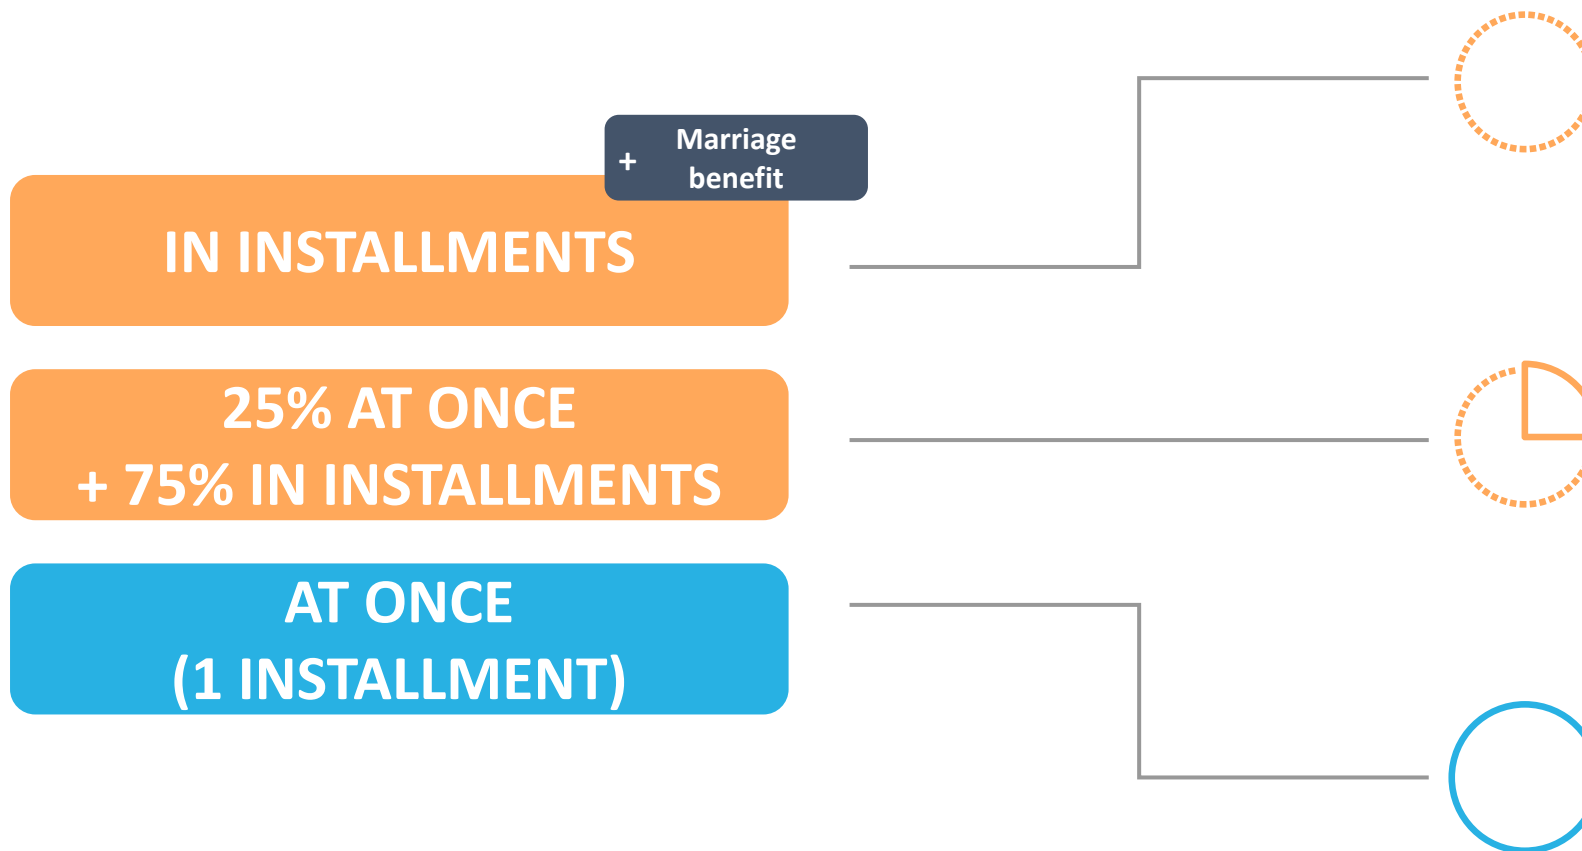 + Marriage
benefit
IN INSTALLMENTS
25% AT ONCE
+ 75% IN INSTALLMENTS
AT ONCE
(1 INSTALLMENT)